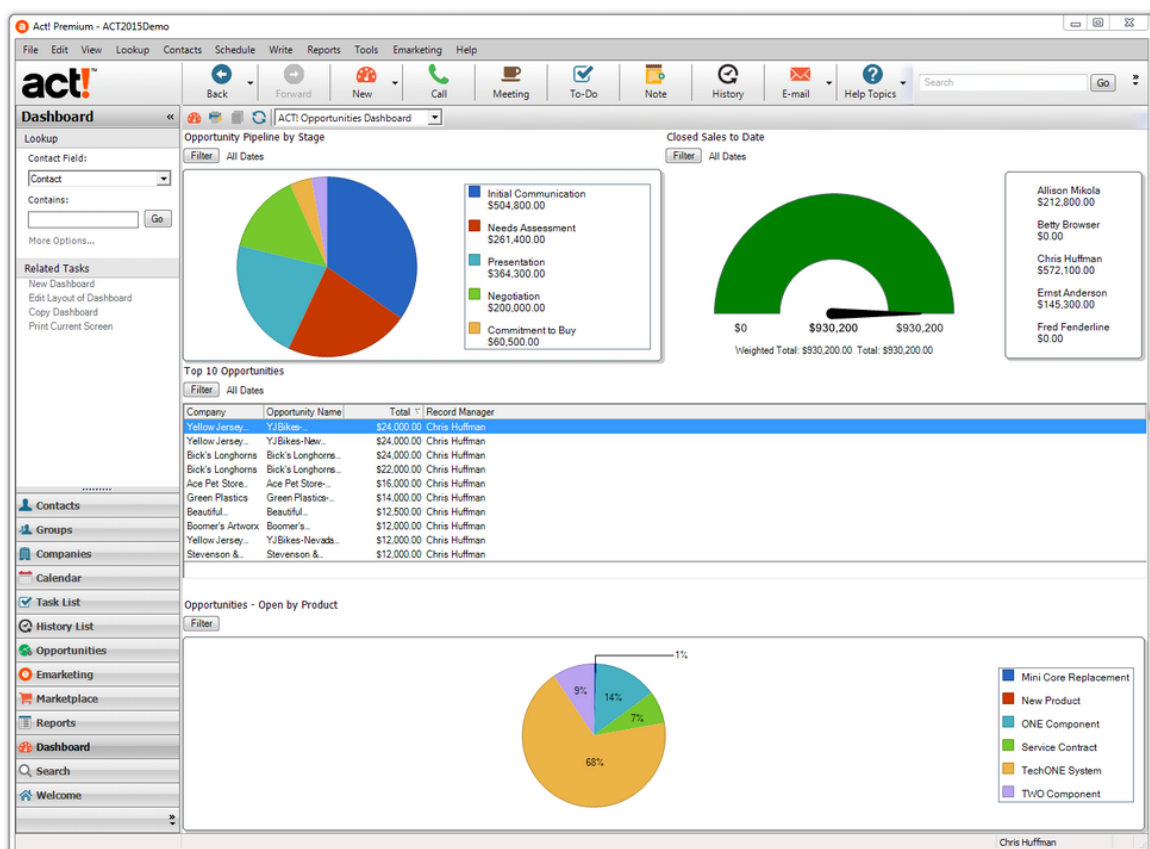 Act! Premium - ACT2015Demo
File Edit View Lookup Contacts Schedule Write Reports Tools Emarketing Help
act!™
Back Forward New Call Meeting To-Do Note History E-mail Help Topics Search Go
Dashboard «
ACT! Opportunities Dashboard
Lookup
Contact Field:
Contact
Contains:
Go
More Options...
Related Tasks
New Dashboard
Edit Layout of Dashboard
Copy Dashboard
Print Current Screen
Contacts
Groups
Companies
Calendar
Task List
History List
Opportunities
Emarketing
Marketplace
Reports
Dashboard
Search
Welcome
Opportunity Pipeline by Stage
Filter All Dates
Initial Communication
$504,800.00
Needs Assessment
$261,400.00
Presentation
$364,300.00
Negotiation
$200,000.00
Commitment to Buy
$60,500.00
Closed Sales to Date
Filter All Dates
$0 $930,200 $930,200
Weighted Total: $930,200.00 Total: $930,200.00
Allison Mikola
$212,800.00
Betty Browser
$0.00
Chris Huffman
$572,100.00
Ernst Anderson
$145,300.00
Fred Fenderline
$0.00
Top 10 Opportunities
Filter All Dates
Company Opportunity Name Total Record Manager
Yellow Jersey... YJBikes-... $24,000.00 Chris Huffman
Yellow Jersey... YJBikes-New... $24,000.00 Chris Huffman
Bick's Longhorns Bick's Longhorns... $24,000.00 Chris Huffman
Bick's Longhorns Bick's Longhorns... $22,000.00 Chris Huffman
Ace Pet Store... Ace Pet Store-... $16,000.00 Chris Huffman
Green Plastics Green Plastics-... $14,000.00 Chris Huffman
Beautiful... Beautiful... $12,500.00 Chris Huffman
Boomer's Artworx Boomer's... $12,000.00 Chris Huffman
Yellow Jersey... YJBikes-Nevada... $12,000.00 Chris Huffman
Stevenson &... Stevenson &... $12,000.00 Chris Huffman
Opportunities - Open by Product
Filter
1%
9% 14%
7%
68%
Mini Core Replacement
New Product
ONE Component
Service Contract
TechONE System
TWO Component
Chris Huffman